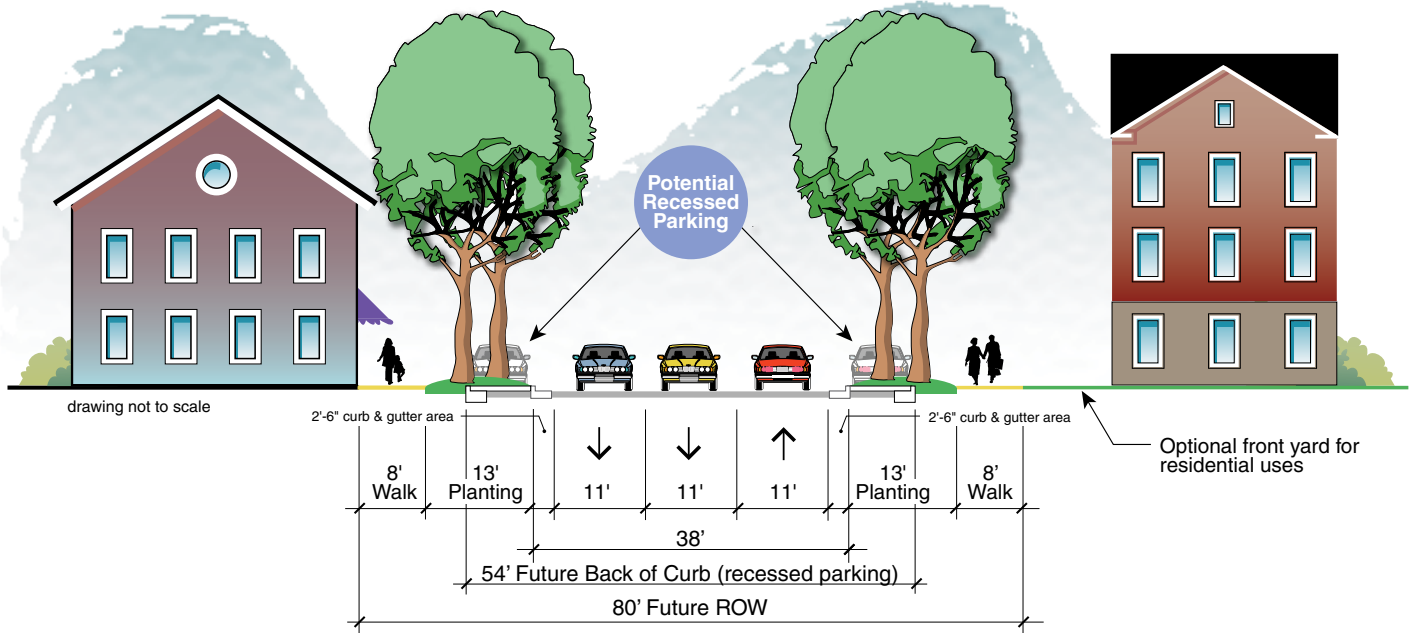 Potential
Recessed
Parking
drawing not to scale
2'-6" curb & gutter area
2'-6" curb & gutter area
Optional front yard for
residential uses
8'
Walk
13'
Planting
11'
11'
11'
13'
Planting
8’
Walk
38'
54’ Future Back of Curb (recessed parking)
80’ Future ROW